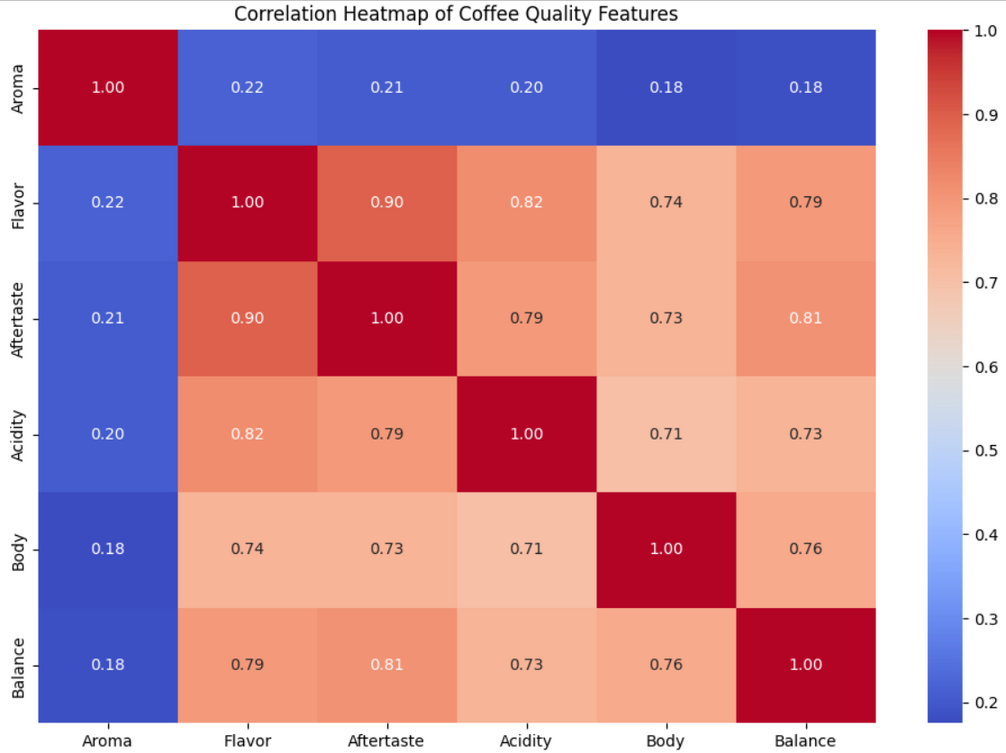 Correlation Heatmap of Coffee Quality Features
Aroma 1.00 0.22 0.21 0.20 0.18 0.18
Flavor 0.22 1.00 0.90 0.82 0.74 0.79
Aftertaste 0.21 0.90 1.00 0.79 0.73 0.81
Acidity 0.20 0.82 0.79 1.00 0.71 0.73
Body 0.18 0.74 0.73 0.71 1.00 0.76
Balance 0.18 0.79 0.81 0.73 0.76 1.00
Aroma Flavor Aftertaste Acidity Body Balance
1.0
0.9
0.8
0.7
0.6
0.5
0.4
0.3
0.2